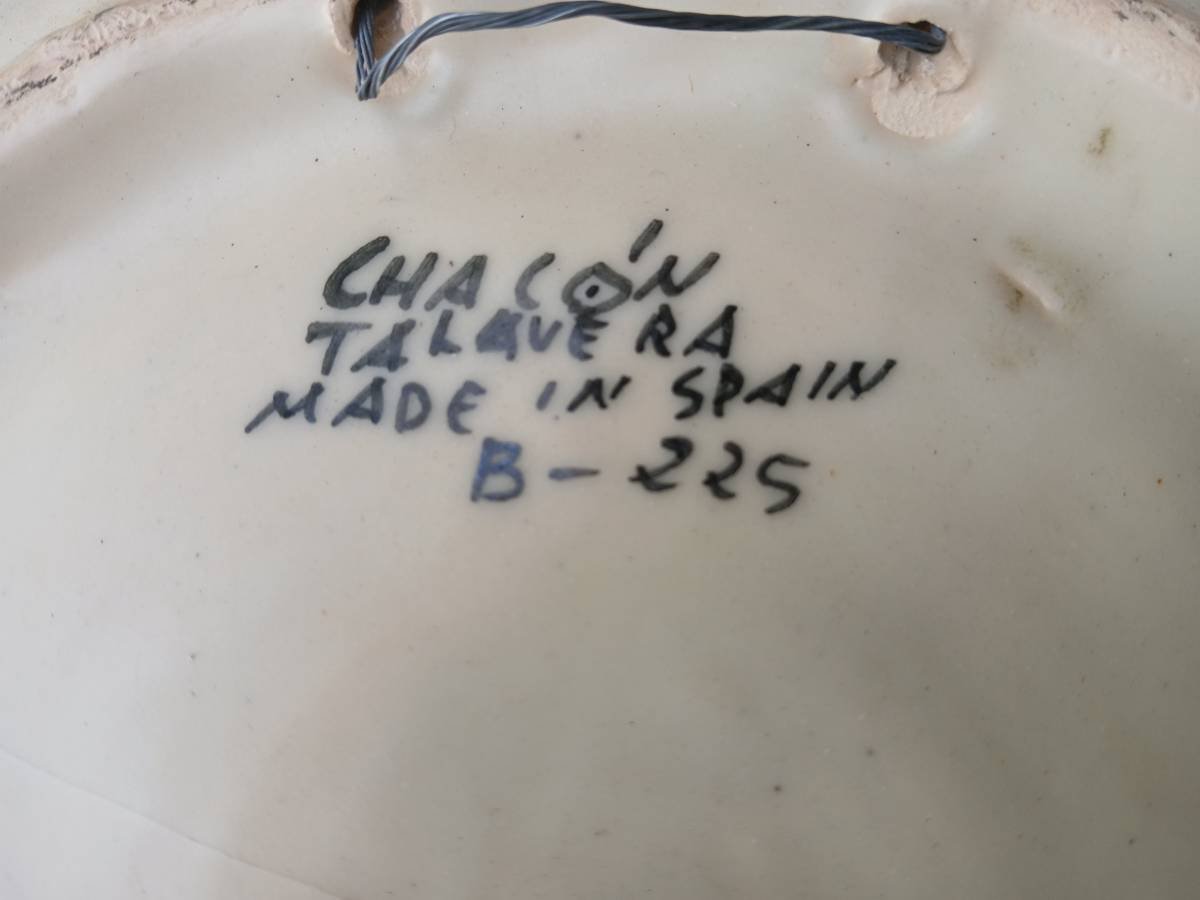 CHACÓN
TALAVERA
MADE IN SPAIN
B-225